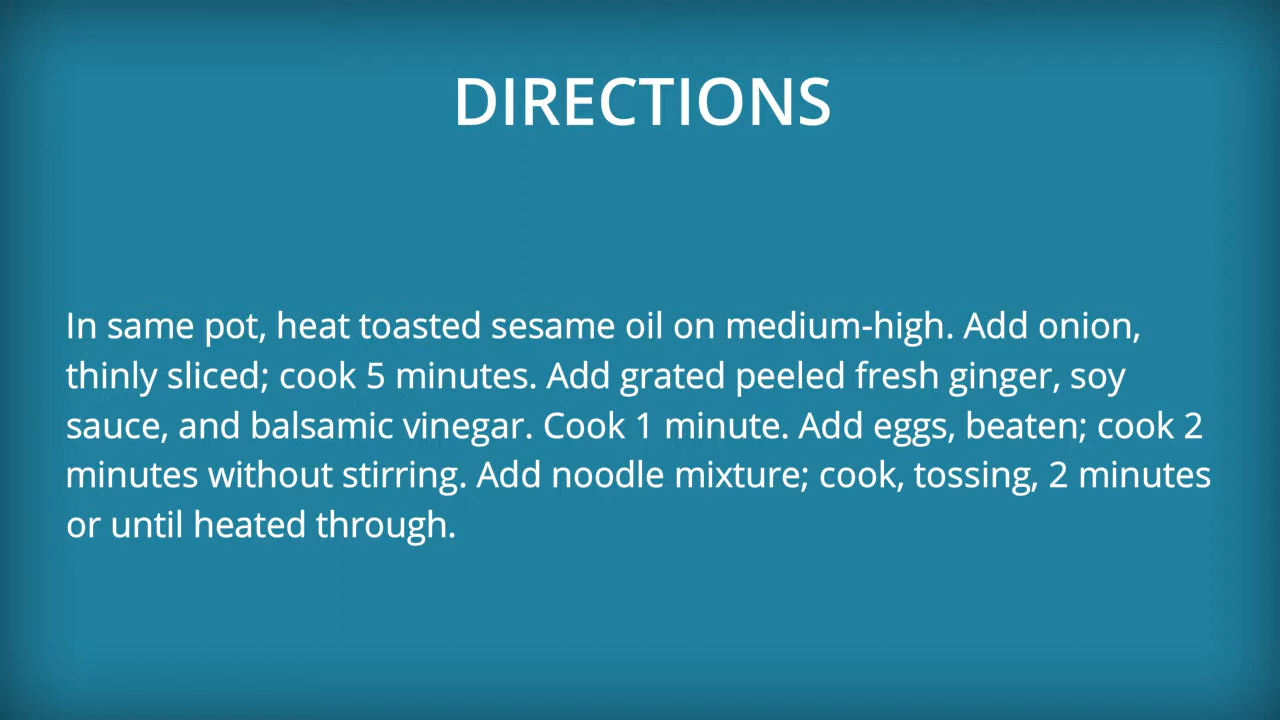 DIRECTIONS
In same pot, heat toasted sesame oil on medium-high. Add onion,
thinly sliced; cook 5 minutes. Add grated peeled fresh ginger, soy
sauce, and balsamic vinegar. Cook 1 minute. Add eggs, beaten; cook 2
minutes without stirring. Add noodle mixture; cook, tossing, 2 minutes
or until heated through.